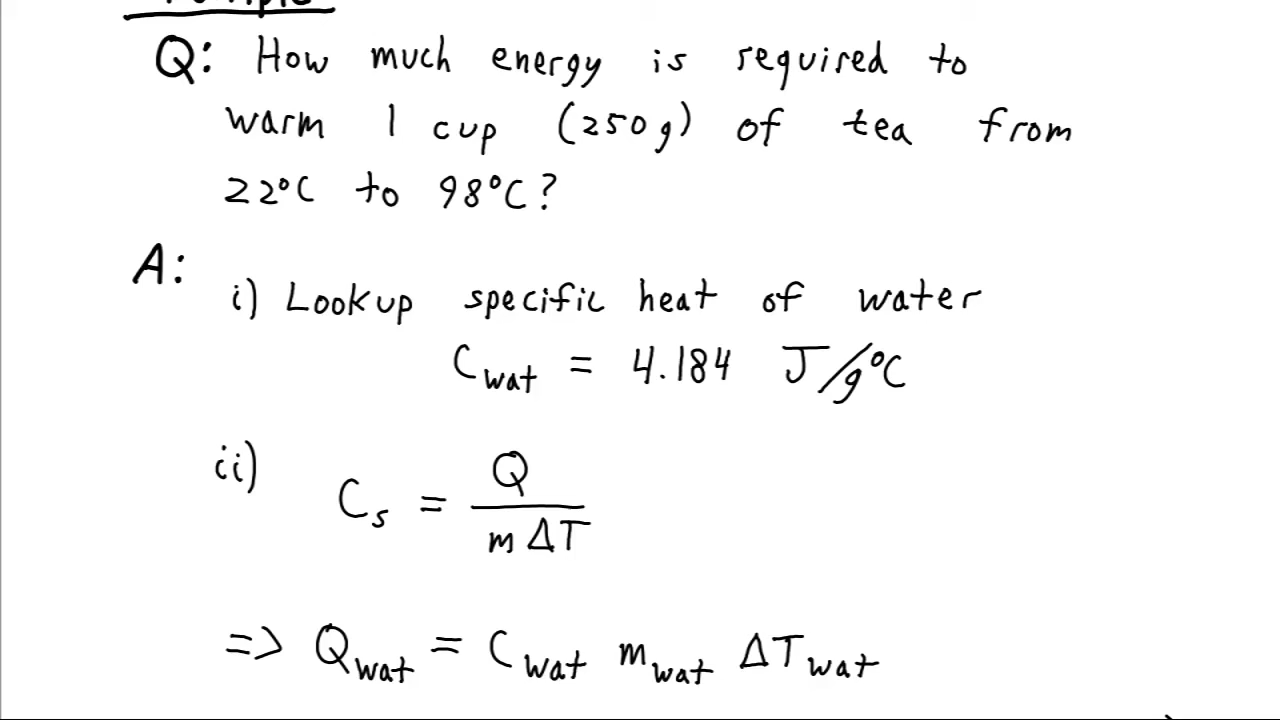 Q: How much energy is required to
warm 1 cup (250g) of tea from
22°C to 98°C?
A:
i) Lookup specific heat of water
C_wat = 4.184 J/g°C
ii) C_s = Q / m ΔT
=> Q_wat = C_wat m_wat ΔT_wat